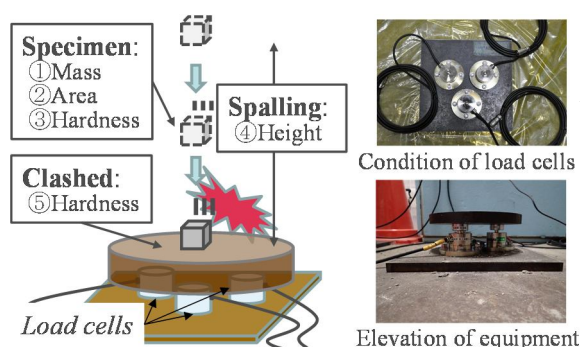 Specimen:
①Mass
②Area
③Hardness
Spalling:
④Height
Clashed:
⑤Hardness
Load cells
Condition of load cells
Elevation of equipment